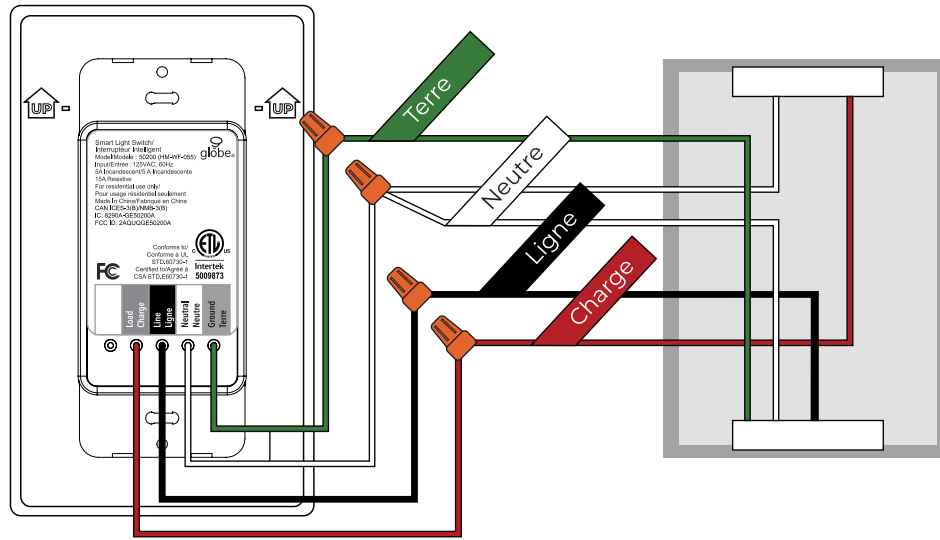 UP
UP
Smart Light Switch/
Interrupteur Intelligent
Model/Modèle : 50200 (HM-WF-055)
Input/Entrée : 125VAC, 60Hz
5A Incandescent/5 A Incandescente
15A Resistive
For residential use only/
Pour usage résidentiel seulement
Made In China/Fabriqué en Chine
CAN ICES-3(B)/NMB-3(B)
IC: 8290A-GE50200A
FCC ID: 2AQUQGE50200A
globe®
Conforms to/
Conforme à UL
STD.60730-1
Certified to/Agréé à
CSA STD.E60730-1
FC
C ETL US
Intertek
5009873
Load
Charge
Line
Ligne
Neutral
Neutre
Ground
Terre
Terre
Neutre
Ligne
Charge